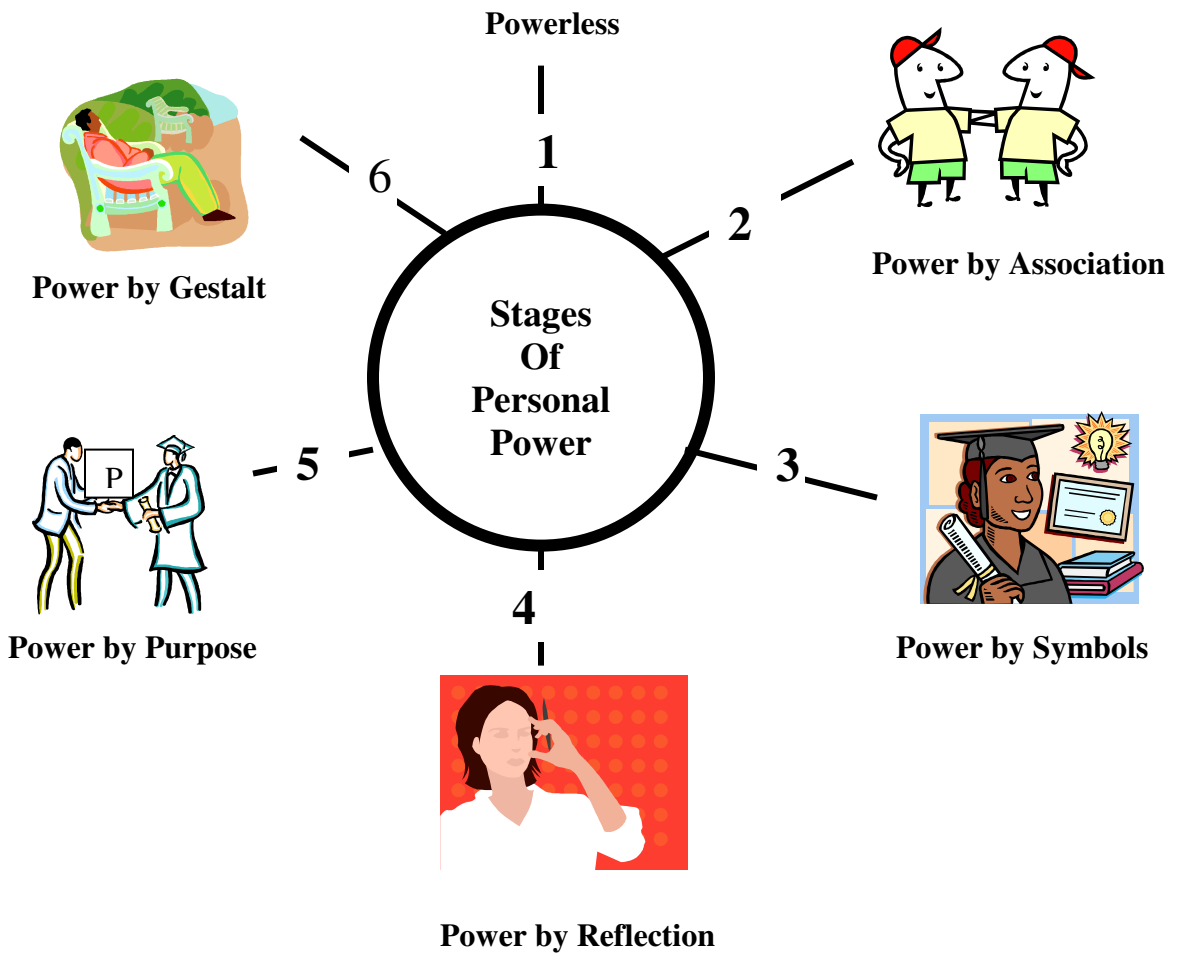 Powerless
1
2
Power by Association
3
Power by Symbols
4
Power by Reflection
5
P
Power by Purpose
6
Power by Gestalt
Stages
Of
Personal
Power